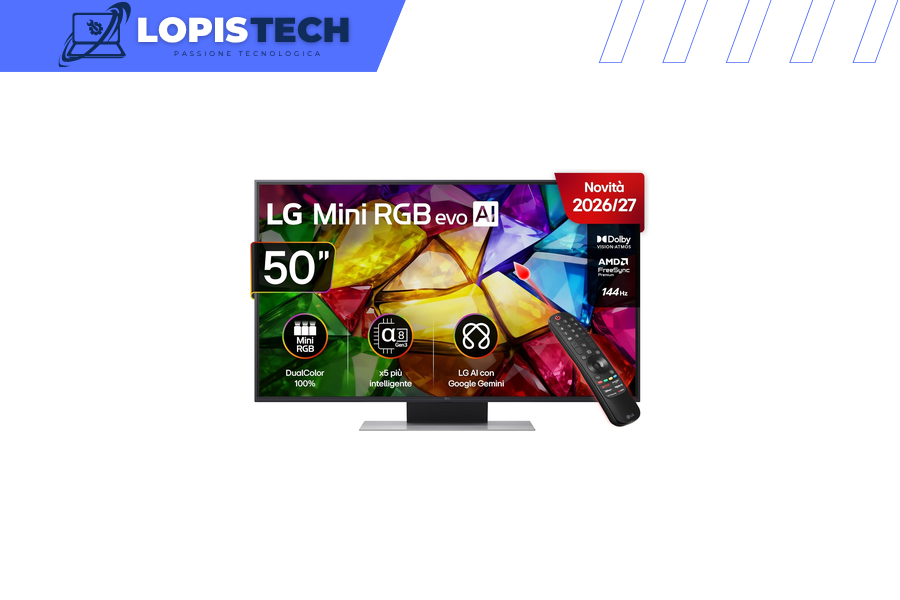 LOPISTECH
PASSIONE TECNOLOGICA
Novità
2026/27
LG Mini RGB evo AI
50”
Dolby
VISION·ATMOS
AMD
FreeSync
Premium
144Hz
Mini
RGB
α8
Gen3
DualColor
100%
x5 più
intelligente
LG AI con
Google Gemini
LG